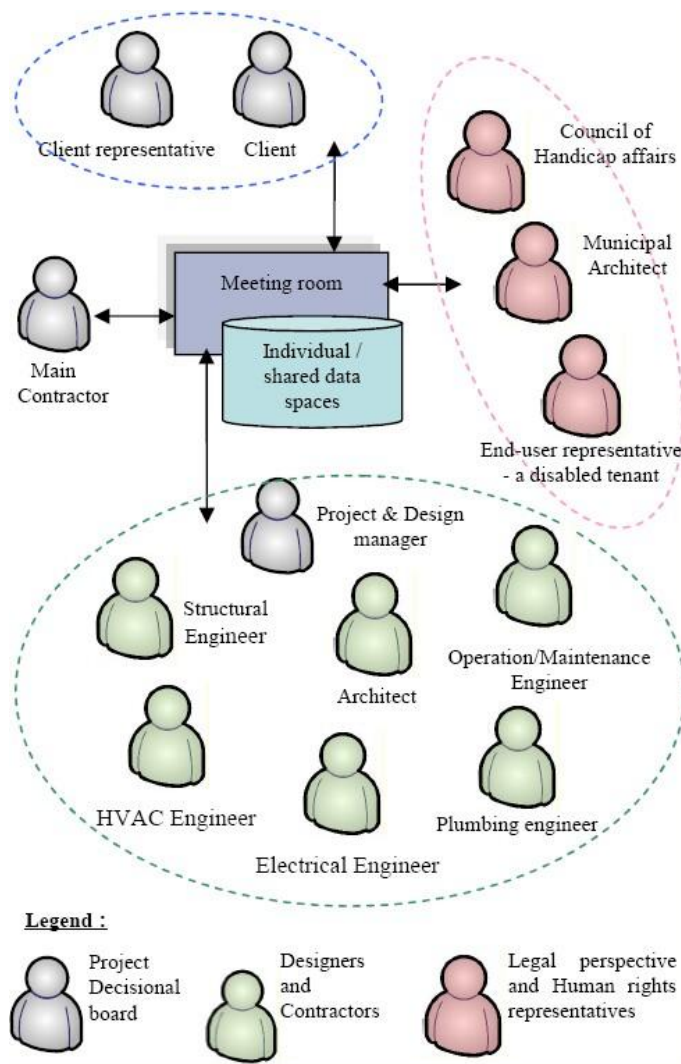 Client representative
Client
Council of
Handicap affairs
Municipal
Architect
Meeting room
Individual /
shared data
spaces
Main
Contractor
End-user representative
- a disabled tenant
Project & Design
manager
Structural
Engineer
Architect
Operation/Maintenance
Engineer
HVAC Engineer
Electrical Engineer
Plumbing engineer
Legend :
Project
Decisional
board
Designers
and
Contractors
Legal perspective
and Human rights
representatives